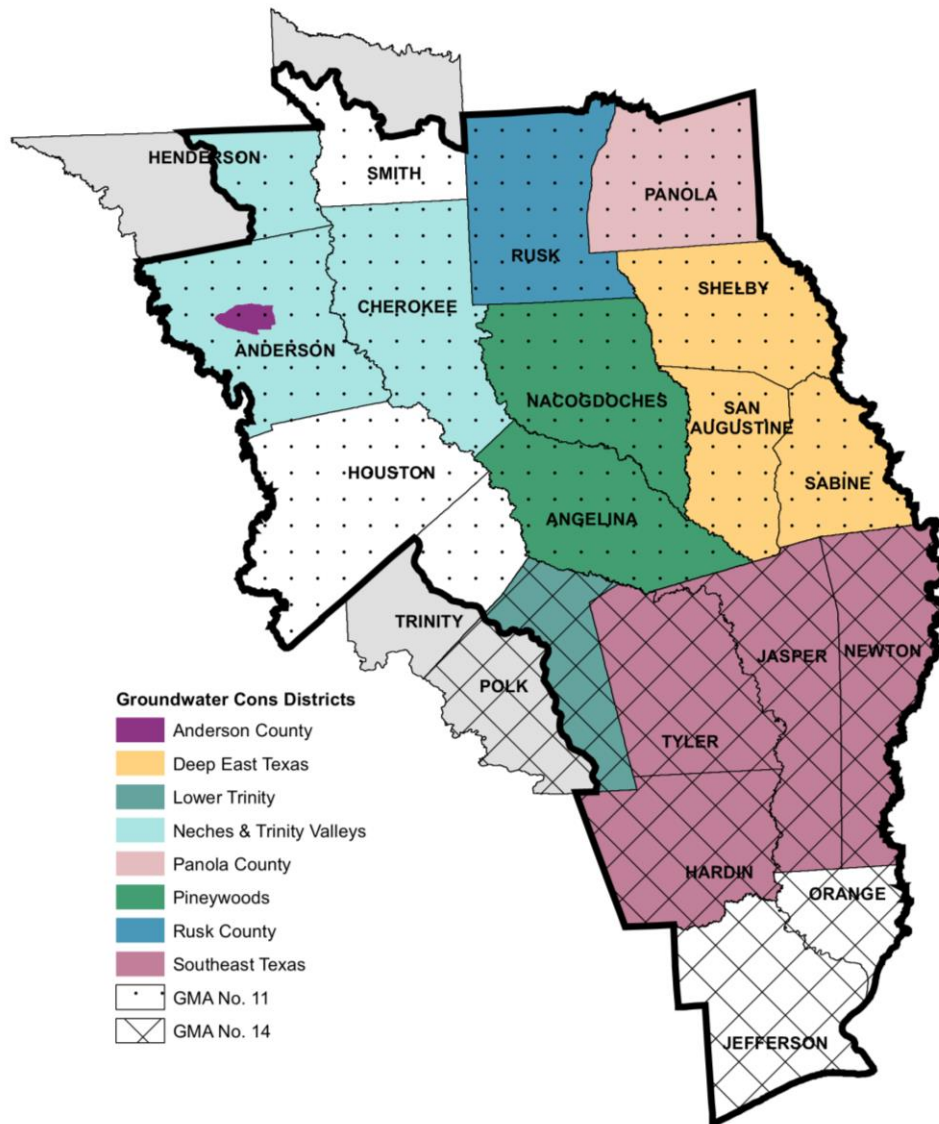 HENDERSON
SMITH
PANOLA
RUSK
SHELBY
CHEROKEE
ANDERSON
NACOGDOCHES
SAN
AUGUSTINE
HOUSTON
SABINE
ANGELINA
TRINITY
JASPER
NEWTON
POLK
TYLER
HARDIN
ORANGE
JEFFERSON
Groundwater Cons Districts
Anderson County
Deep East Texas
Lower Trinity
Neches & Trinity Valleys
Panola County
Pineywoods
Rusk County
Southeast Texas
GMA No. 11
GMA No. 14